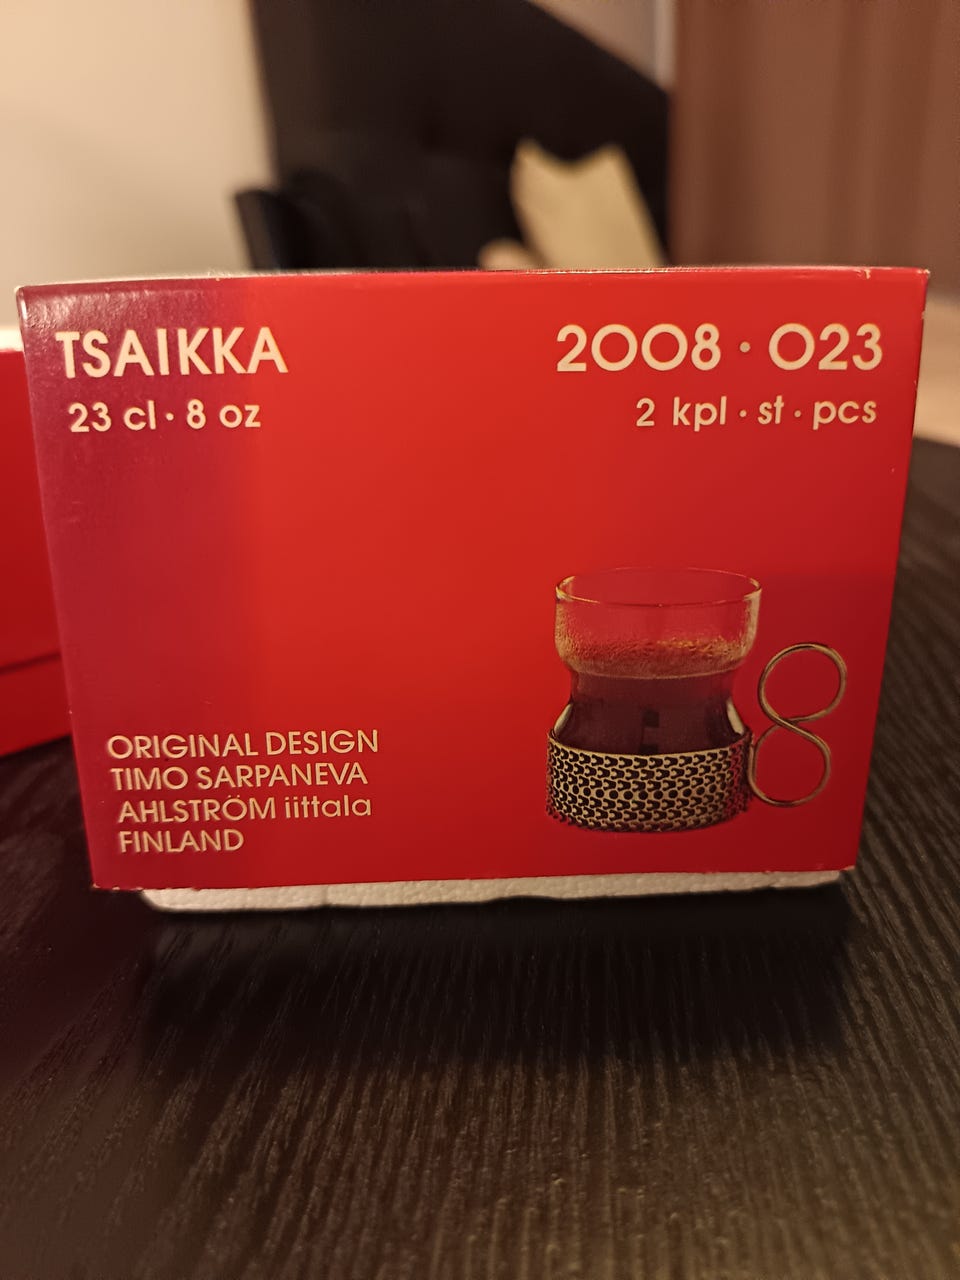 TSAIKKA
23 cl · 8 oz
2008 · 023
2 kpl · st · pcs
ORIGINAL DESIGN
TIMO SARPANEVA
AHLSTRÖM iittala
FINLAND